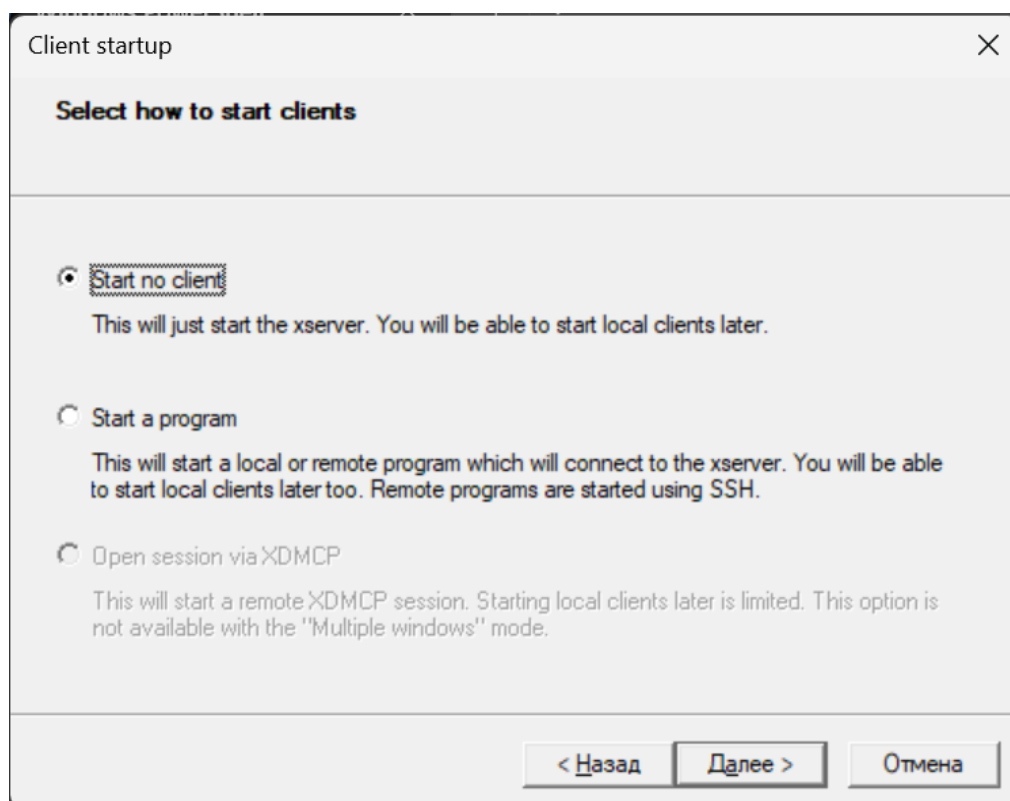 Client startup
Select how to start clients
Start no client
This will just start the xserver. You will be able to start local clients later.
Start a program
This will start a local or remote program which will connect to the xserver. You will be able
to start local clients later too. Remote programs are started using SSH.
Open session via XDMCP
This will start a remote XDMCP session. Starting local clients later is limited. This option is
not available with the "Multiple windows" mode.
< Назад
Далее >
Отмена